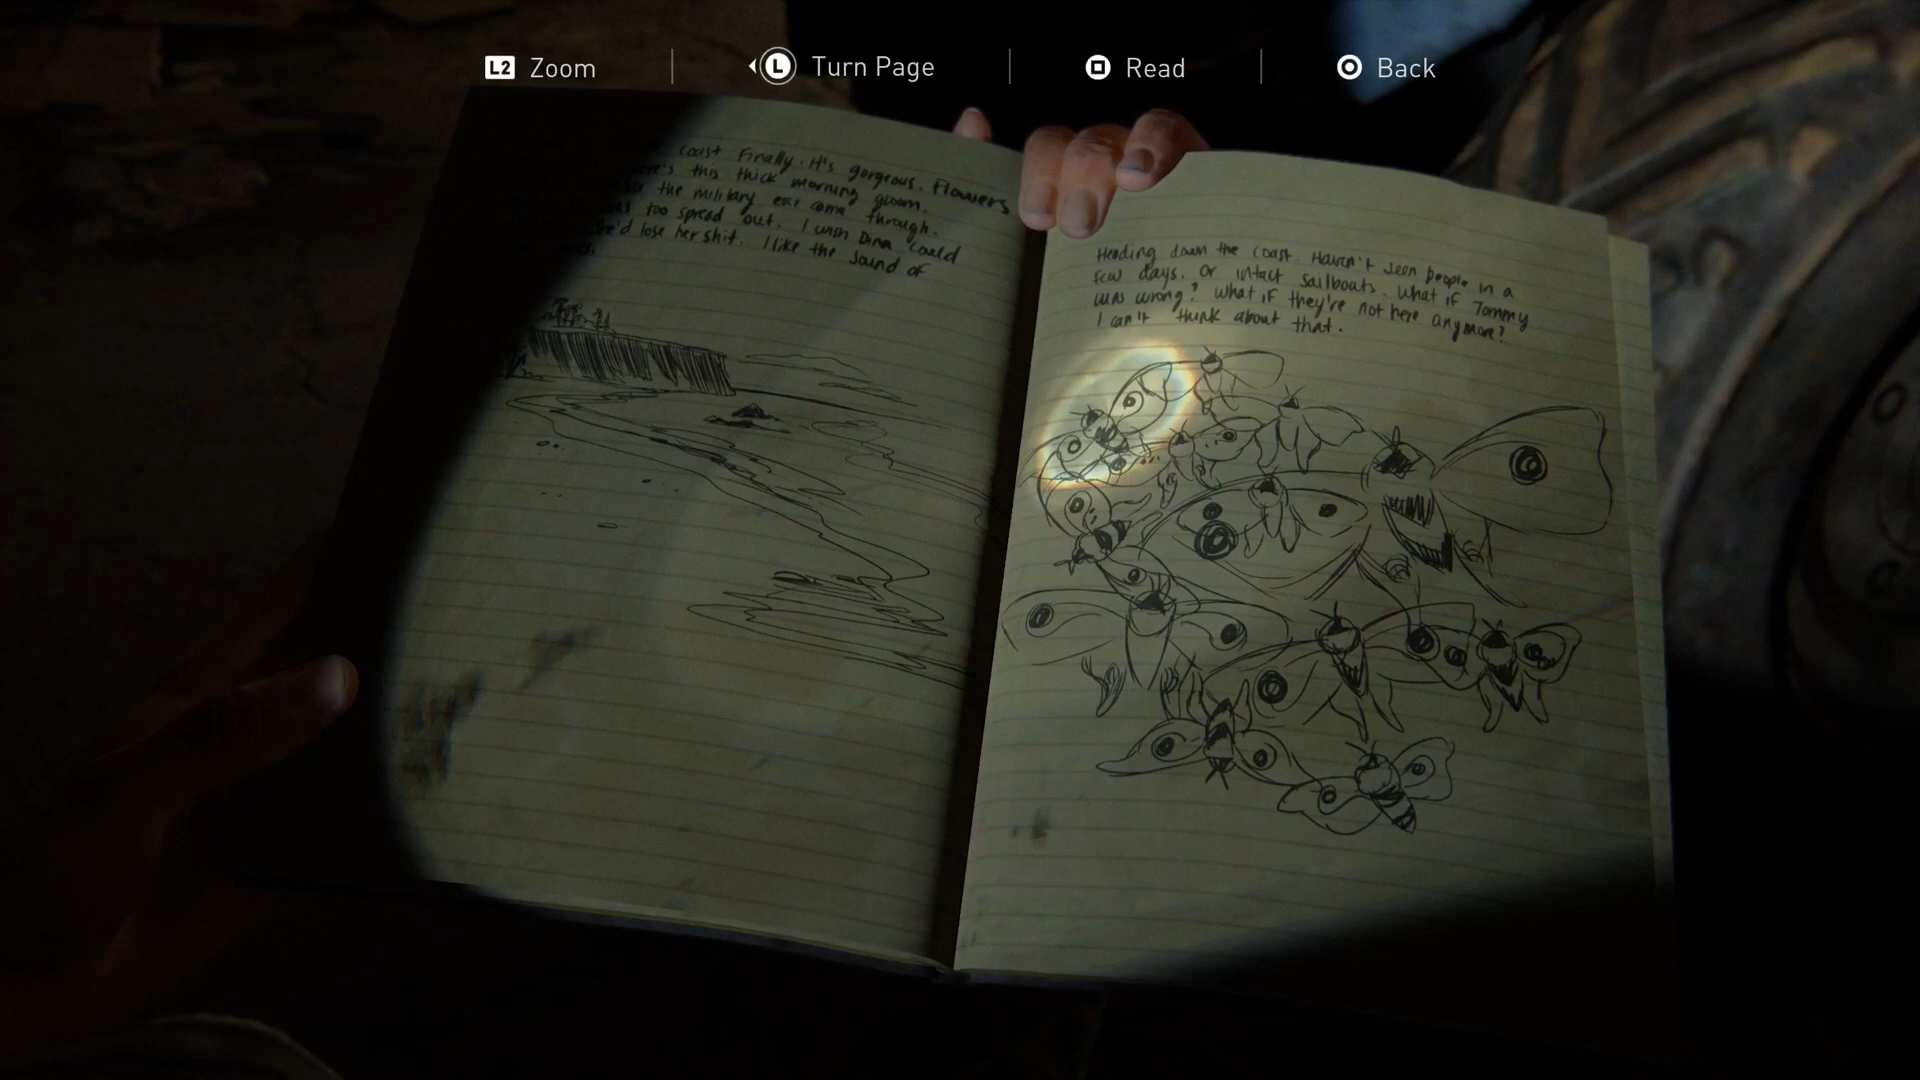 L2 Zoom
L Turn Page
Read
Back
coast Finally. It's gorgeous. Flowers
this thick morning gloom.
the military ever come through.
too spread out. I wish Dina could
lose her shit. I like the sound of
Heading down the coast. Haven't seen people in a
few days. Or intact sailboats. What if Tommy
was wrong? What if they're not here anymore?
I can't think about that.